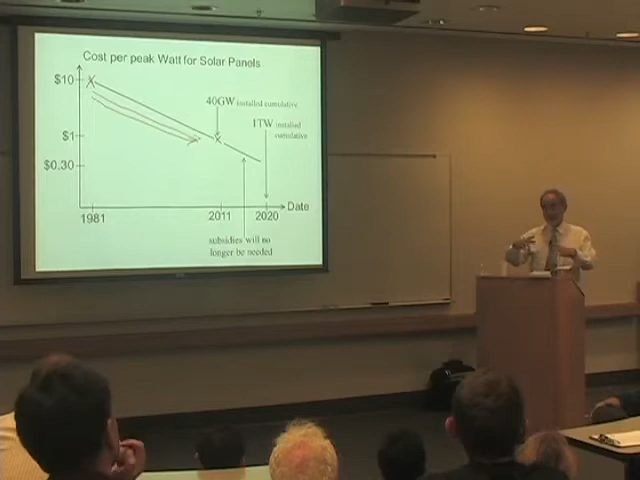 Cost per peak Watt for Solar Panels
$10
40GW installed cumulative
1TW installed
cumulative
$1
$0.30
Date
1981
2011
2020
subsidies will no
longer be needed